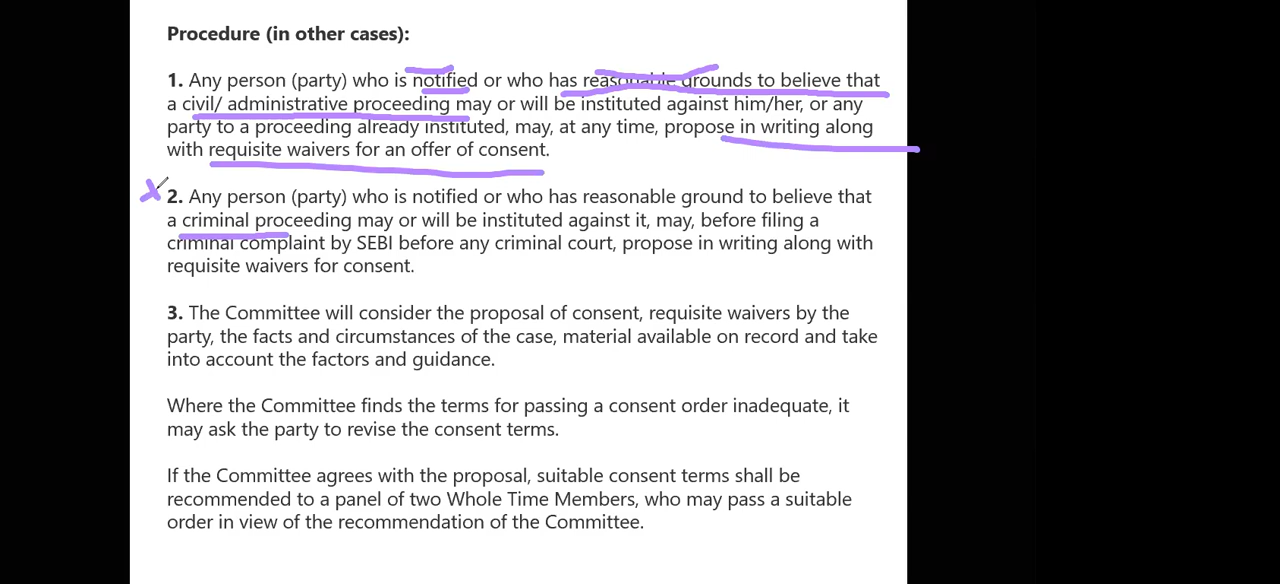 Procedure (in other cases):
1. Any person (party) who is notified or who has reasonable grounds to believe that
a civil/ administrative proceeding may or will be instituted against him/her, or any
party to a proceeding already instituted, may, at any time, propose in writing along
with requisite waivers for an offer of consent.
2. Any person (party) who is notified or who has reasonable ground to believe that
a criminal proceeding may or will be instituted against it, may, before filing a
criminal complaint by SEBI before any criminal court, propose in writing along with
requisite waivers for consent.
3. The Committee will consider the proposal of consent, requisite waivers by the
party, the facts and circumstances of the case, material available on record and take
into account the factors and guidance.
Where the Committee finds the terms for passing a consent order inadequate, it
may ask the party to revise the consent terms.
If the Committee agrees with the proposal, suitable consent terms shall be
recommended to a panel of two Whole Time Members, who may pass a suitable
order in view of the recommendation of the Committee.